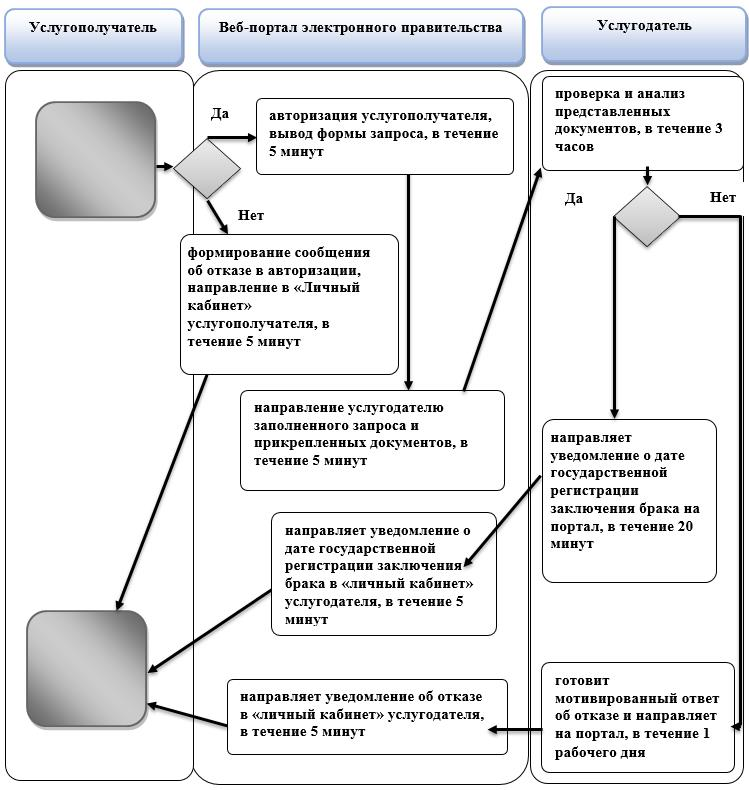 Услугополучатель
Веб-портал электронного правительства
Услугодатель
Да
авторизация услугополучателя,
вывод формы запроса, в течение
5 минут
Нет
формирование сообщения
об отказе в авторизации,
направление в «Личный
кабинет»
услугополучателя, в
течение 5 минут
направление услугодателю
заполненного запроса и
прикрепленных документов, в
течение 5 минут
проверка и анализ
представленных
документов, в течение 3
часов
Да
Нет
направляет
уведомление о дате
государственной
регистрации
заключения брака на
портал, в течение 20
минут
направляет уведомление о
дате государственной
регистрации заключения
брака в «личный кабинет»
услугодателя, в течение 5
минут
готовит
мотивированный ответ
об отказе и направляет
на портал, в течение 1
рабочего дня
направляет уведомление об отказе
в «личный кабинет» услугодателя,
в течение 5 минут